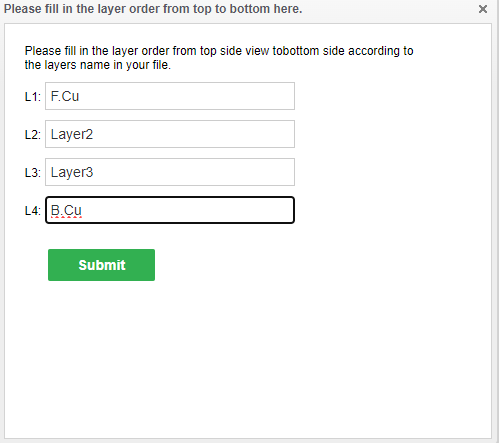 Please fill in the layer order from top to bottom here.
Please fill in the layer order from top side view tobottom side according to
the layers name in your file.
L1: F.Cu
L2: Layer2
L3: Layer3
L4: B.Cu
Submit